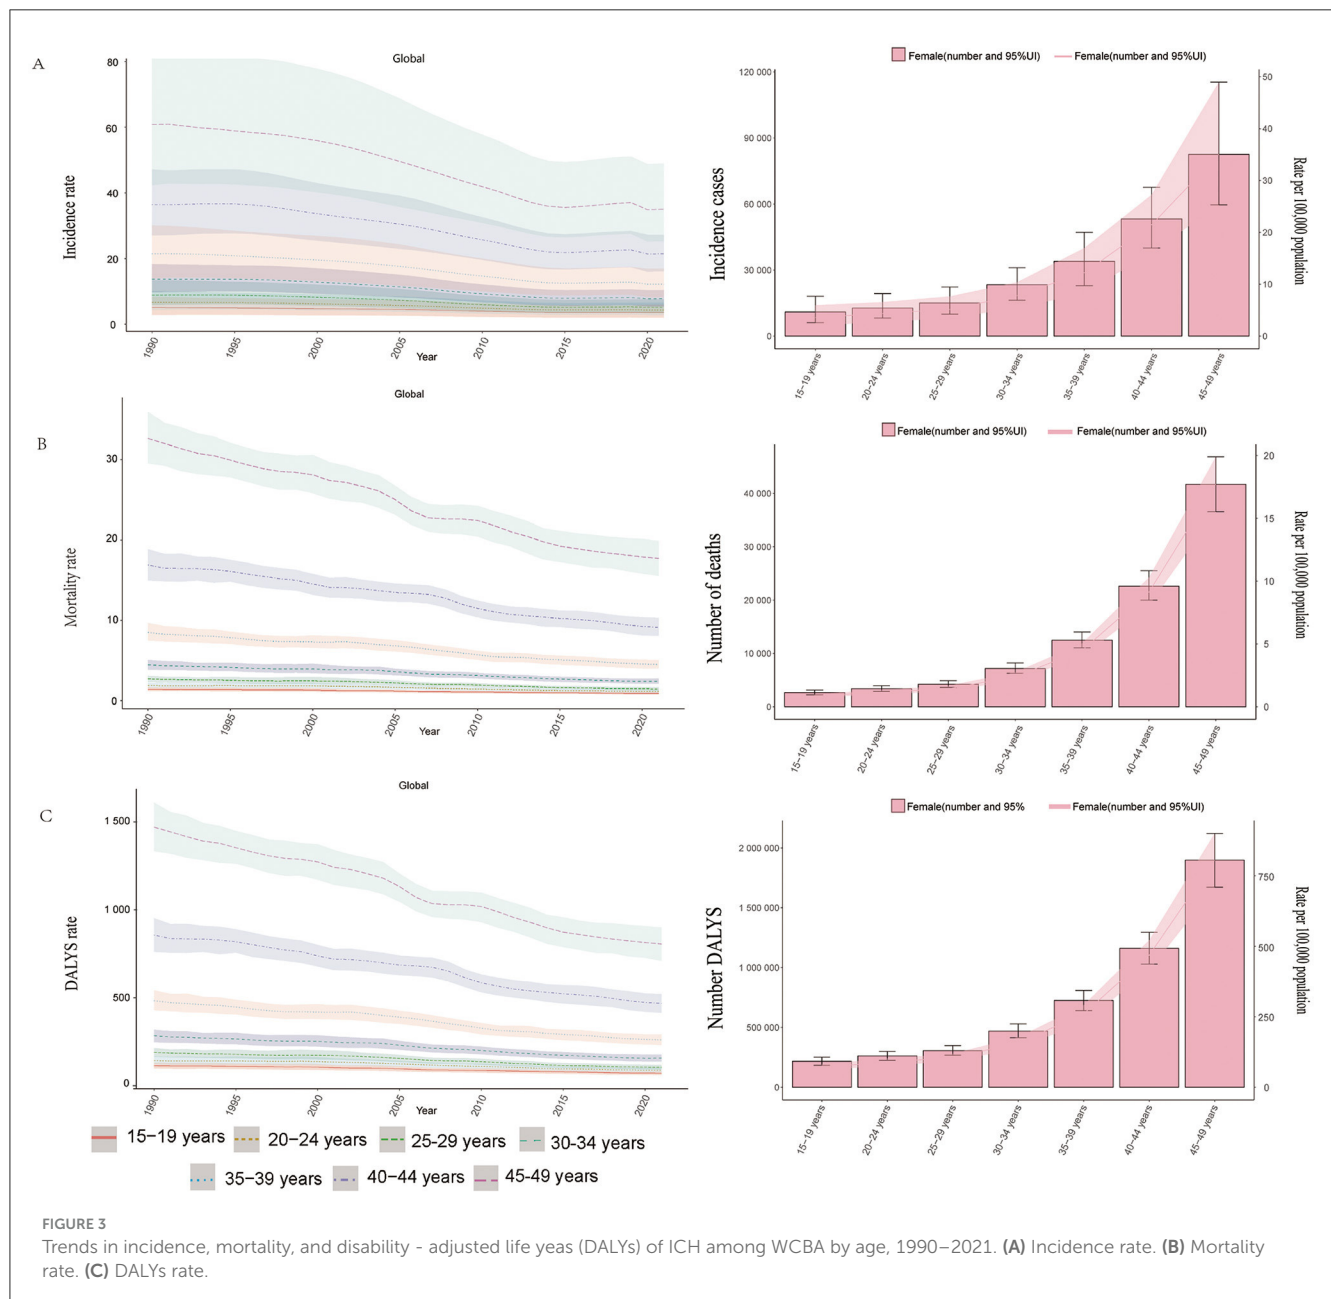 A
Global
80
60
40
20
0
Incidence rate
1990
1995
2000
2005
2010
2015
2020
Year
Female(number and 95%UI) Female(number and 95%UI)
120 000
90 000
60 000
30 000
0
Incidence cases
50
40
30
20
10
0
Rate per 100,000 population
15−19 years
20−24 years
25−29 years
30−34 years
35−39 years
40−44 years
45−49 years
B
Global
30
20
10
0
Mortality rate
1990
1995
2000
2005
2010
2015
2020
Year
Female(number and 95%UI) Female(number and 95%UI)
40 000
30 000
20 000
10 000
0
Number of deaths
20
15
10
5
0
Rate per 100,000 population
15−19 years
20−24 years
25−29 years
30−34 years
35−39 years
40−44 years
45−49 years
C
Global
1 500
1 000
500
0
DALYS rate
1990
1995
2000
2005
2010
2015
2020
Year
Female(number and 95% Female(number and 95%UI)
2 000 000
1 500 000
1 000 000
500 000
0
Number DALYS
750
500
250
0
Rate per 100,000 population
15−19 years
20−24 years
25−29 years
30−34 years
35−39 years
40−44 years
45−49 years
15−19 years 20−24 years 25-29 years 30-34 years
35−39 years 40−44 years 45-49 years
FIGURE 3
Trends in incidence, mortality, and disability - adjusted life yeas (DALYs) of ICH among WCBA by age, 1990–2021. (A) Incidence rate. (B) Mortality
rate. (C) DALYs rate.